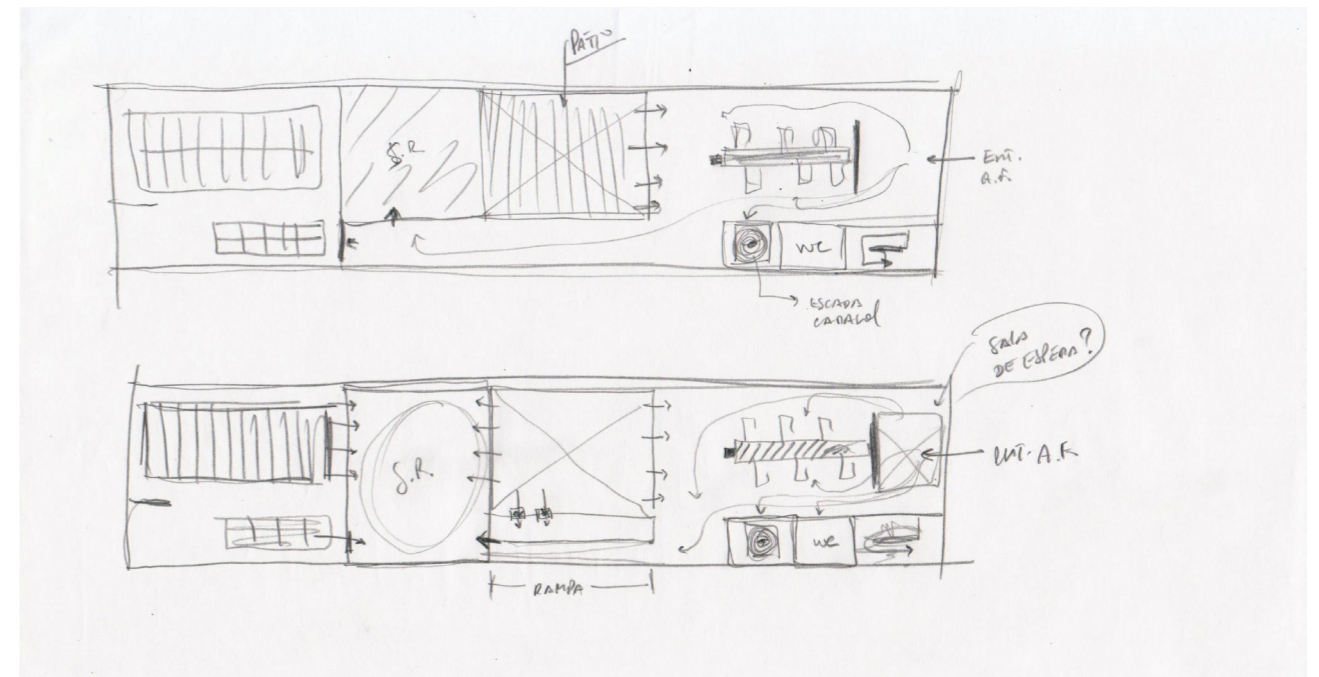 PÁTIO
S.R
ENT.
A.F.
WC
ESCADA
CARACOL
SALA
DE ESPERA?
S.R.
ENT. A.F.
WC
RAMPA